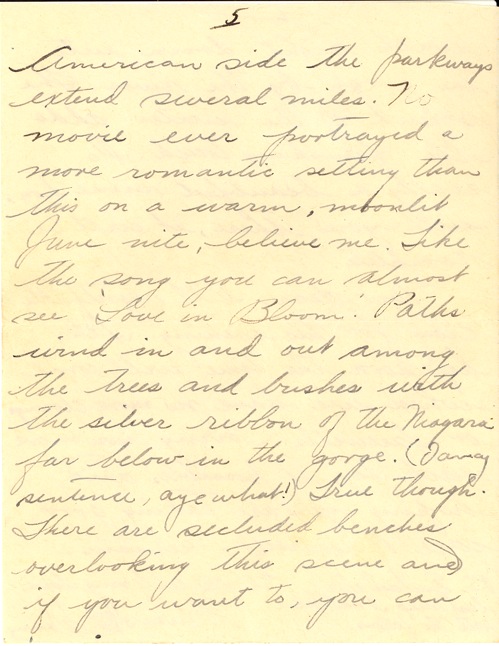 5
American side the parkways
extend several miles. No
movie ever portrayed a
more romantic setting than
this on a warm, moonlit
June nite, believe me. Like
the song you can almost
see 'Love in Bloom'. Paths
wind in and out among
the trees and bushes with
the silver ribbon of the Niagara
far below in the gorge. (Fancy
sentence, aye what!) True though.
There are secluded benches
overlooking this scene and
if you want to, you can